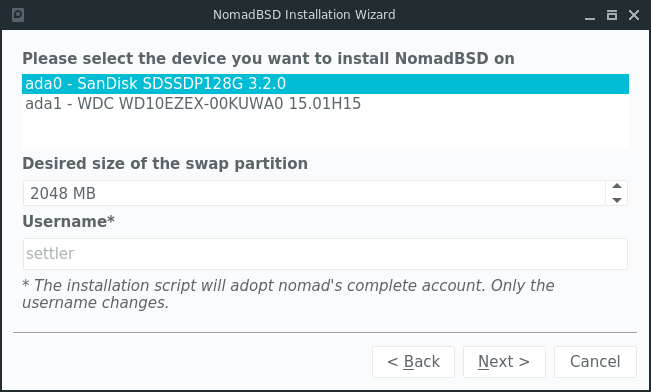 NomadBSD Installation Wizard
Please select the device you want to install NomadBSD on
ada0 - SanDisk SDSSDP128G 3.2.0
ada1 - WDC WD10EZEX-00KUWA0 15.01H15
Desired size of the swap partition
2048 MB
Username*
settler
* The installation script will adopt nomad's complete account. Only the
username changes.
< Back Next > Cancel